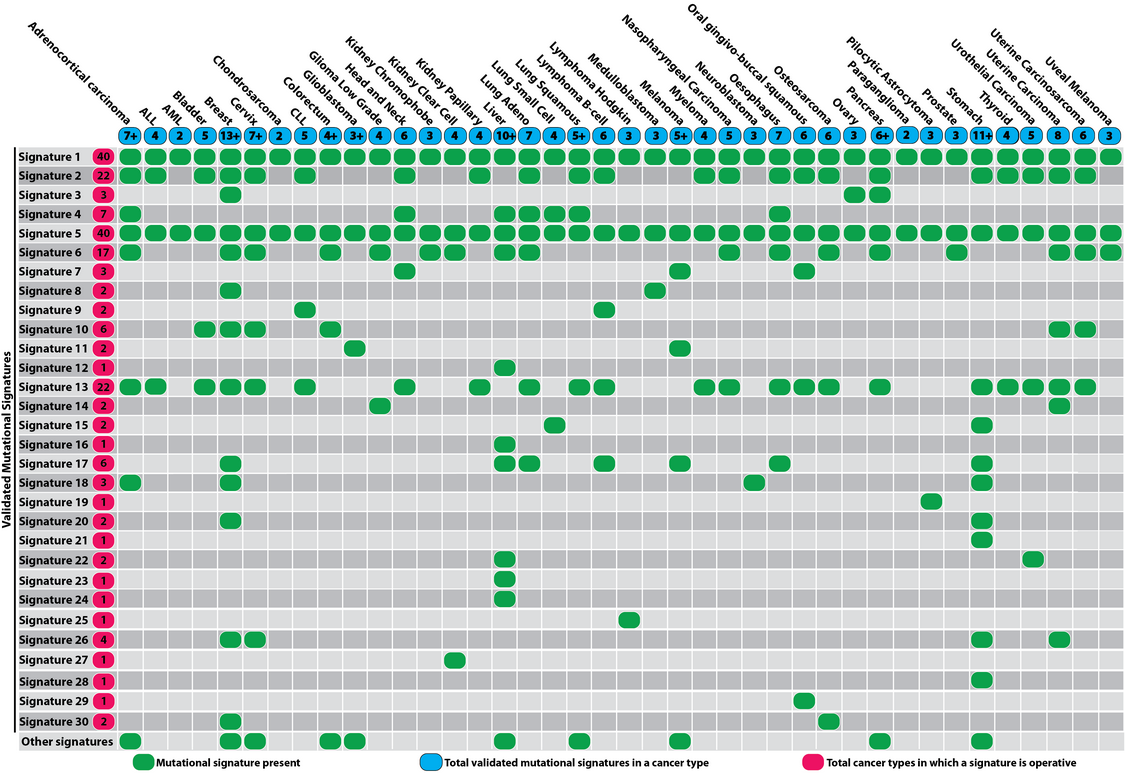 Adrenocortical carcinoma
ALL
AML
Bladder
Breast
Cervix
Chondrosarcoma
CLL
Colorectum
Glioblastoma
Glioma Low Grade
Head and Neck
Kidney Chromophobe
Kidney Clear Cell
Kidney Papillary
Liver
Lung Adeno
Lung Small Cell
Lung Squamous
Lymphoma B-cell
Lymphoma Hodgkin
Medulloblastoma
Melanoma
Myeloma
Nasopharyngeal Carcinoma
Neuroblastoma
Oesophagus
Oral gingivo-buccal squamous
Osteosarcoma
Ovary
Pancreas
Paraganglioma
Pilocytic Astrocytoma
Prostate
Stomach
Thyroid
Urothelial Carcinoma
Uterine Carcinoma
Uterine Carcinosarcoma
Uveal Melanoma
7+ 4 2 5 13+ 7+ 2 5 4+ 3+ 4 6 3 4 4 10+ 7 4 5+ 6 3 3 5+ 4 5 3 7 6 6 3 6+ 2 3 3 11+ 4 5 8 6 3
Validated Mutational Signatures
Signature 1 40
Signature 2 22
Signature 3 3
Signature 4 7
Signature 5 40
Signature 6 17
Signature 7 3
Signature 8 2
Signature 9 2
Signature 10 6
Signature 11 2
Signature 12 1
Signature 13 22
Signature 14 2
Signature 15 2
Signature 16 1
Signature 17 6
Signature 18 3
Signature 19 1
Signature 20 2
Signature 21 1
Signature 22 2
Signature 23 1
Signature 24 1
Signature 25 1
Signature 26 4
Signature 27 1
Signature 28 1
Signature 29 1
Signature 30 2
Other signatures
Mutational signature present
Total validated mutational signatures in a cancer type
Total cancer types in which a signature is operative